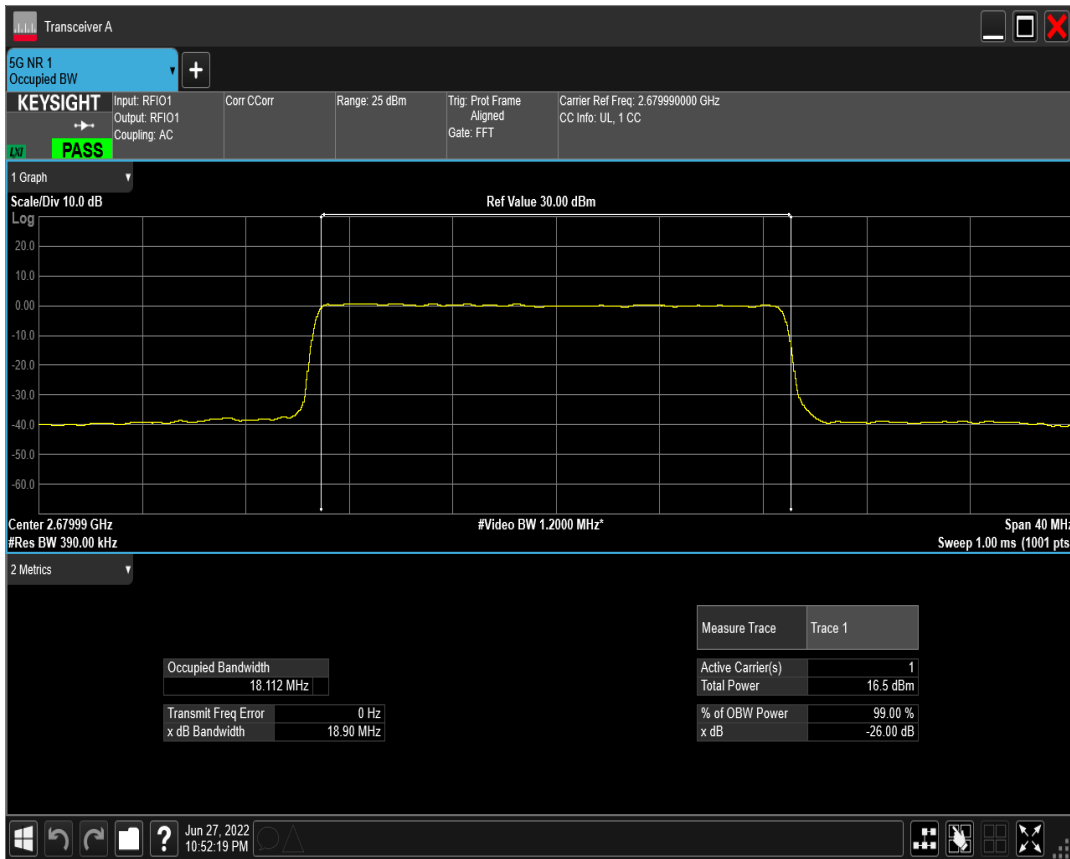 Transceiver A
5G NR 1
Occupied BW
KEYSIGHT
LXI
PASS
Input: RFIO1
Output: RFIO1
Coupling: AC
Corr CCorr
Range: 25 dBm
Trig: Prot Frame
Aligned
Gate: FFT
Carrier Ref Freq: 2.679990000 GHz
CC Info: UL, 1 CC
1 Graph
Scale/Div 10.0 dB
Ref Value 30.00 dBm
Log
20.0
10.0
0.00
-10.0
-20.0
-30.0
-40.0
-50.0
-60.0
Center 2.67999 GHz
#Video BW 1.2000 MHz*
Span 40 MHz
#Res BW 390.00 kHz
Sweep 1.00 ms (1001 pts
2 Metrics
Measure Trace Trace 1
Occupied Bandwidth
18.112 MHz
Active Carrier(s) 1
Total Power 16.5 dBm
Transmit Freq Error 0 Hz
x dB Bandwidth 18.90 MHz
% of OBW Power 99.00 %
x dB -26.00 dB
?
Jun 27, 2022
10:52:19 PM